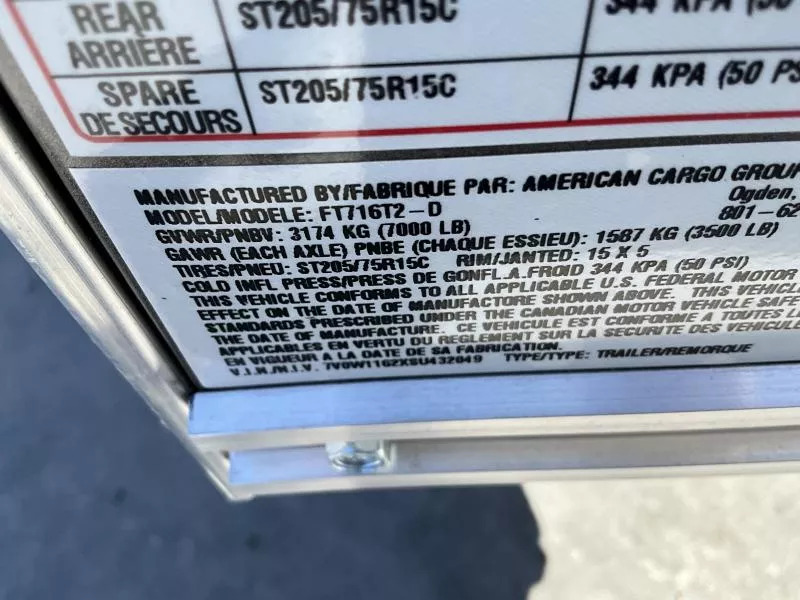 REAR ST205/75R15C 344 KPA (50
ARRIÈRE
SPARE ST205/75R15C 344 KPA (50 PS
DE SECOURS
MANUFACTURED BY/FABRIQUE PAR: AMERICAN CARGO GROUP
Ogden,
MODEL/MODELE: FT716T2-D 801-62
GVWR/PNBV: 3174 KG (7000 LB)
GAWR (EACH AXLE) PNBE (CHAQUE ESSIEU): 1587 KG (3500 LB)
TIRES/PNEU: ST205/75R15C RIM/JANTED: 15 X 5
COLD INFL PRESS/PRESS DE GONFL.A.FROID 344 KPA (50 PSI)
THIS VEHICLE CONFORMS TO ALL APPLICABLE U.S. FEDERAL MOTOR
EFFECT ON THE DATE OF MANUFACTORE SHOWN ABOVE. THIS VEHICLE
STANDARDS PRESCRIBED UNDER THE CANADIAN MOTOR VEHICLE SAFE
THE DATE OF MANUFACTURE. CE VEHICULE EST CONFORME A TOUTES L
APPLICABLES EN VERTU DU REGLEMENT SUR LA SECURITE DES VEHICULE
EN VIGUEUR A LA DATE DE SA FABRICATION.
V.I.N./N.I.V. 7V0W1162XSU432049 TYPE/TYPE: TRAILER/REMORQUE